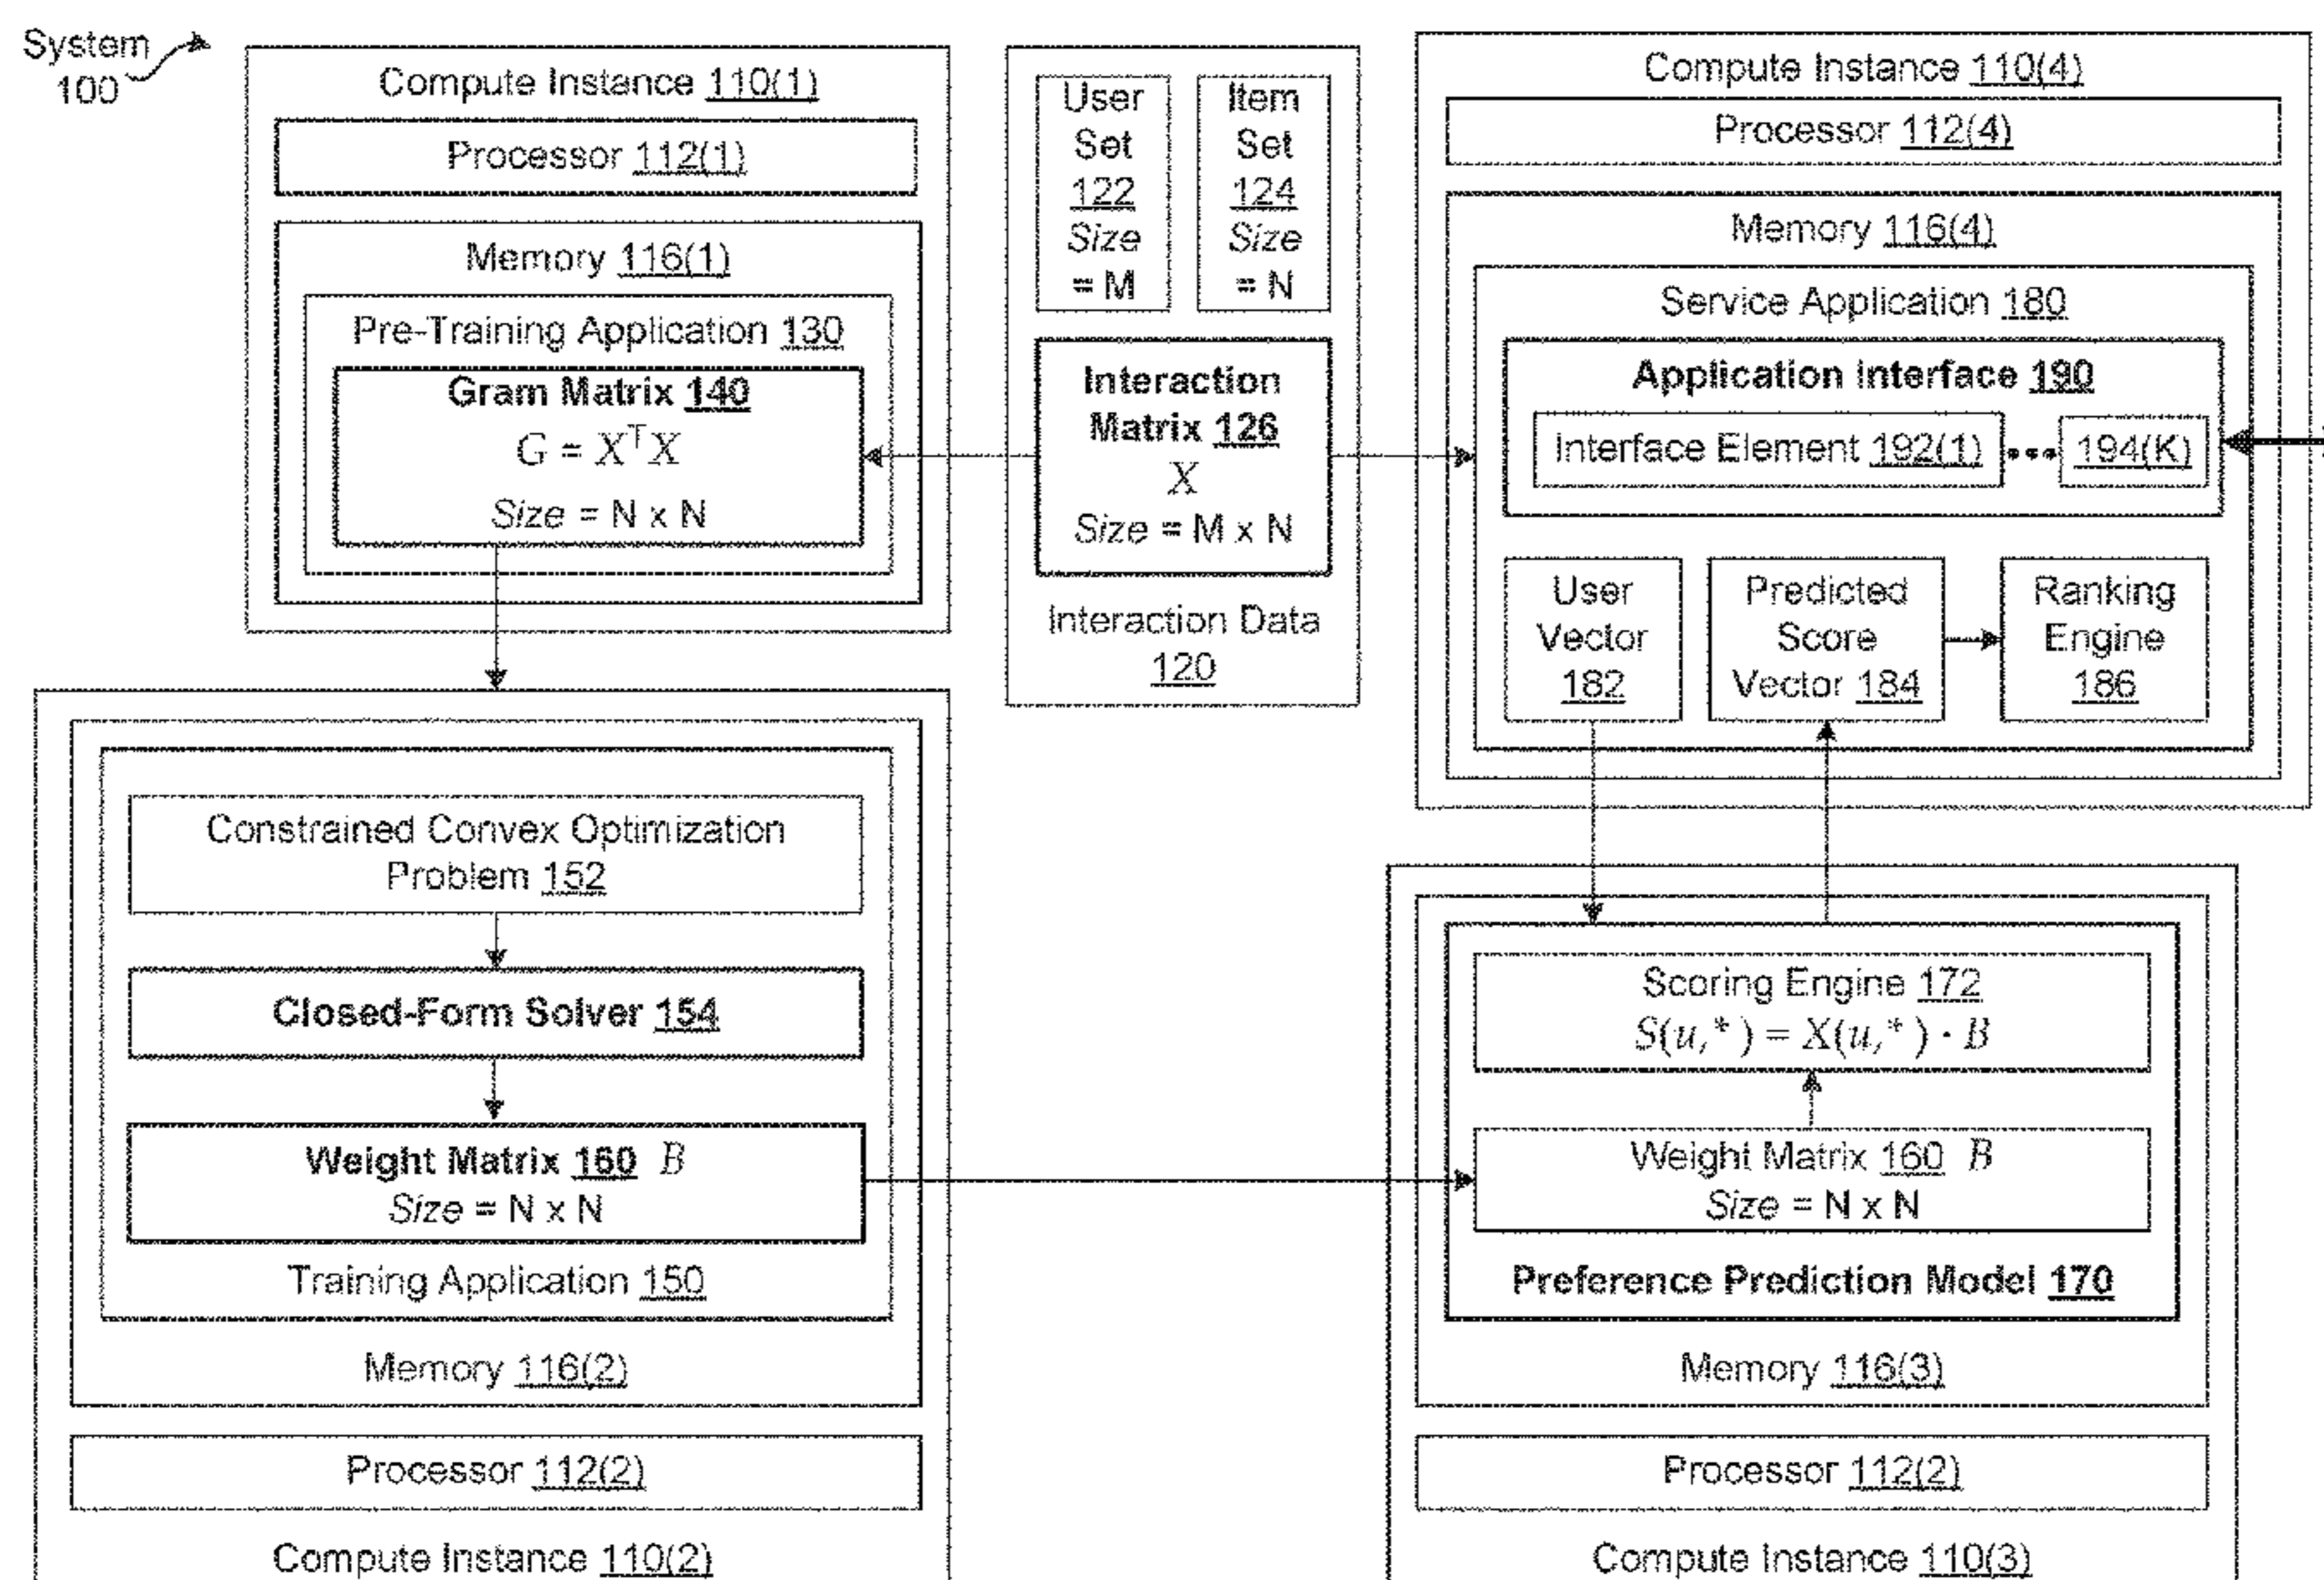 System
100
Compute Instance 110(1)
Processor 112(1)
Memory 116(1)
Pre-Training Application 130
Gram Matrix 140
G = XᵀX
Size = N x N
User
Set
122
Size
= M
Item
Set
124
Size
= N
Interaction
Matrix 126
X
Size = M x N
Interaction Data
120
Compute Instance 110(4)
Processor 112(4)
Memory 116(4)
Service Application 180
Application Interface 190
Interface Element 192(1) ••• 194(K)
User
Vector
182
Predicted
Score
Vector 184
Ranking
Engine
186
Constrained Convex Optimization
Problem 152
Closed-Form Solver 154
Weight Matrix 160 B
Size = N x N
Training Application 150
Memory 116(2)
Processor 112(2)
Compute Instance 110(2)
Scoring Engine 172
S(u,*) = X(u,*) · B
Weight Matrix 160 B
Size = N x N
Preference Prediction Model 170
Memory 116(3)
Processor 112(2)
Compute Instance 110(3)